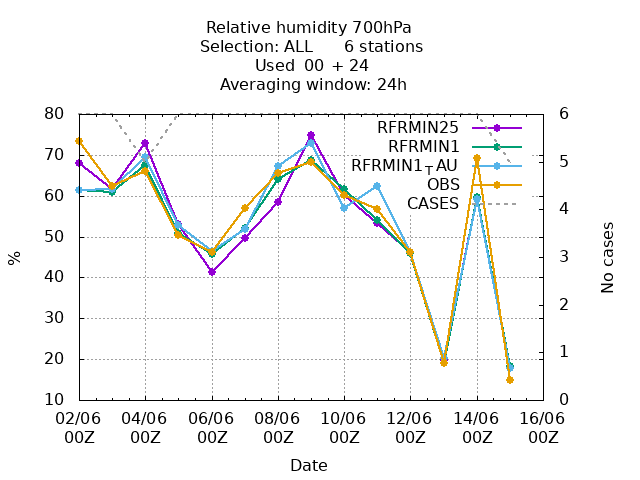 Relative humidity 700hPa
Selection: ALL 6 stations
Used 00 + 24
Averaging window: 24h
80 6
RFRMIN25
70 RFRMIN1 5
RFRMIN1TAU
60 OBS 4
CASES
50
3
40
2
30
20 1
10 0
% No cases
02/06 04/06 06/06 08/06 10/06 12/06 14/06 16/06
00Z 00Z 00Z 00Z 00Z 00Z 00Z 00Z
Date